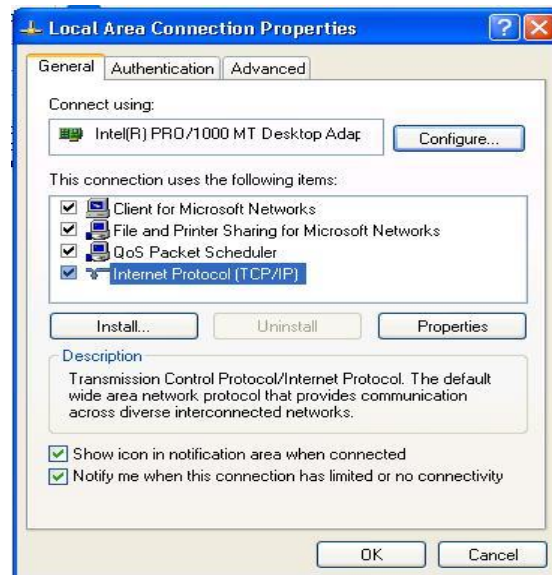 Local Area Connection Properties
General Authentication Advanced
Connect using:
Intel(R) PRO/1000 MT Desktop Adap
Configure...
This connection uses the following items:
Client for Microsoft Networks
File and Printer Sharing for Microsoft Networks
QoS Packet Scheduler
Internet Protocol (TCP/IP)
Install... Uninstall Properties
Description
Transmission Control Protocol/Internet Protocol. The default
wide area network protocol that provides communication
across diverse interconnected networks.
Show icon in notification area when connected
Notify me when this connection has limited or no connectivity
OK Cancel